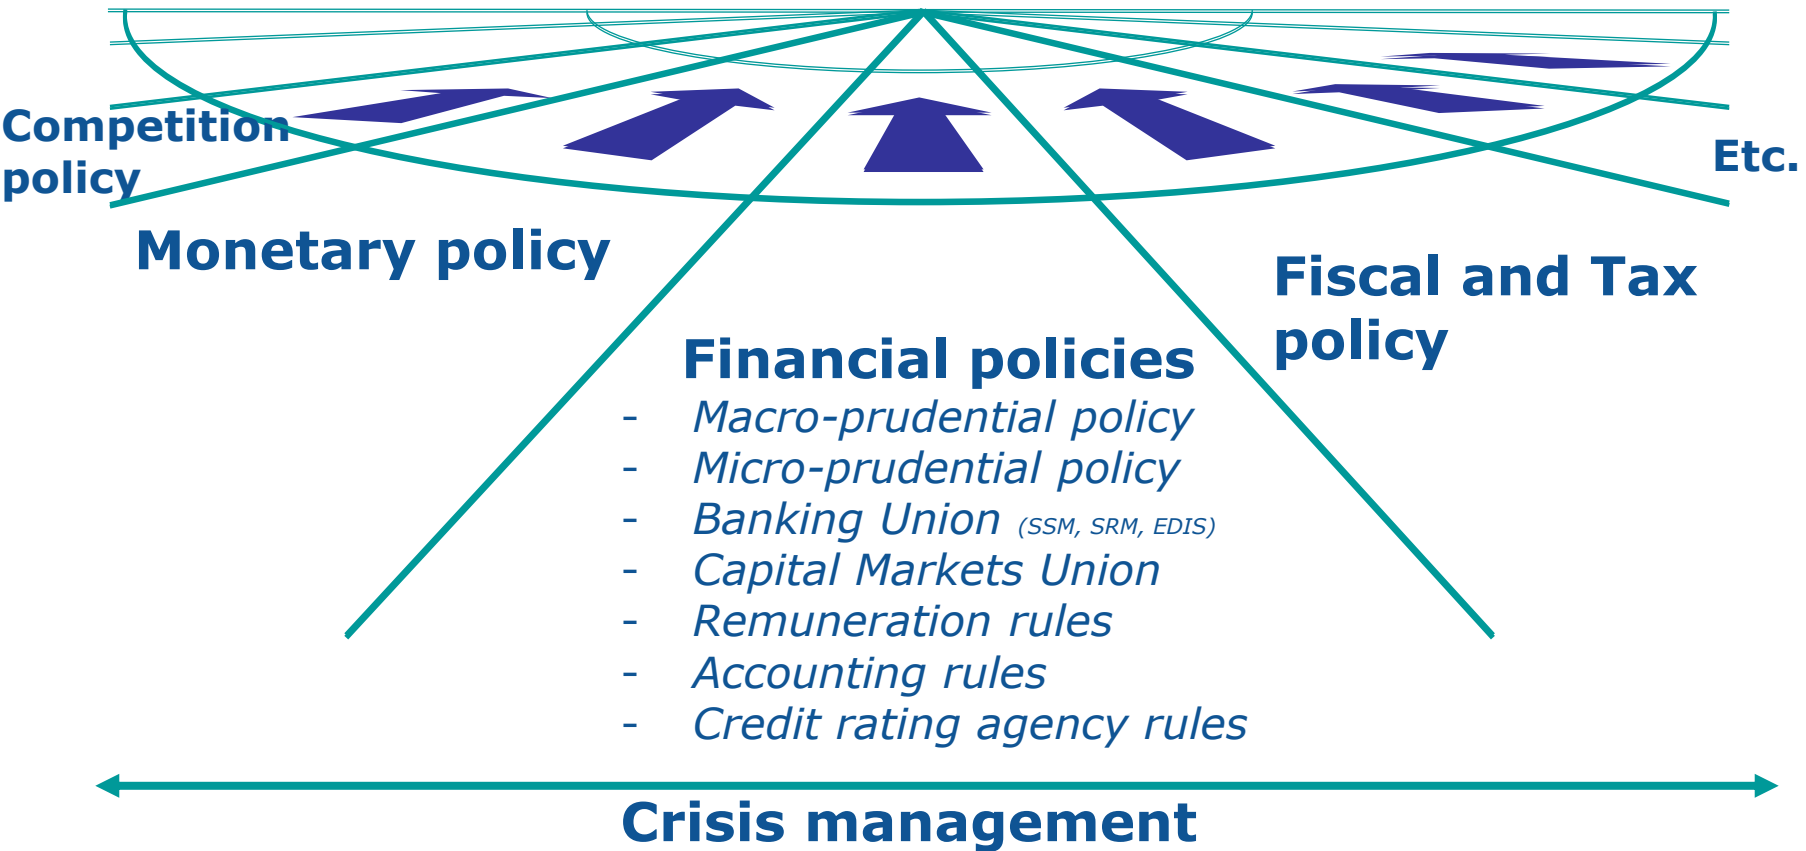 Competition
policy
Etc.
Monetary policy
Fiscal and Tax
policy
Financial policies
- Macro-prudential policy
- Micro-prudential policy
- Banking Union (SSM, SRM, EDIS)
- Capital Markets Union
- Remuneration rules
- Accounting rules
- Credit rating agency rules
Crisis management